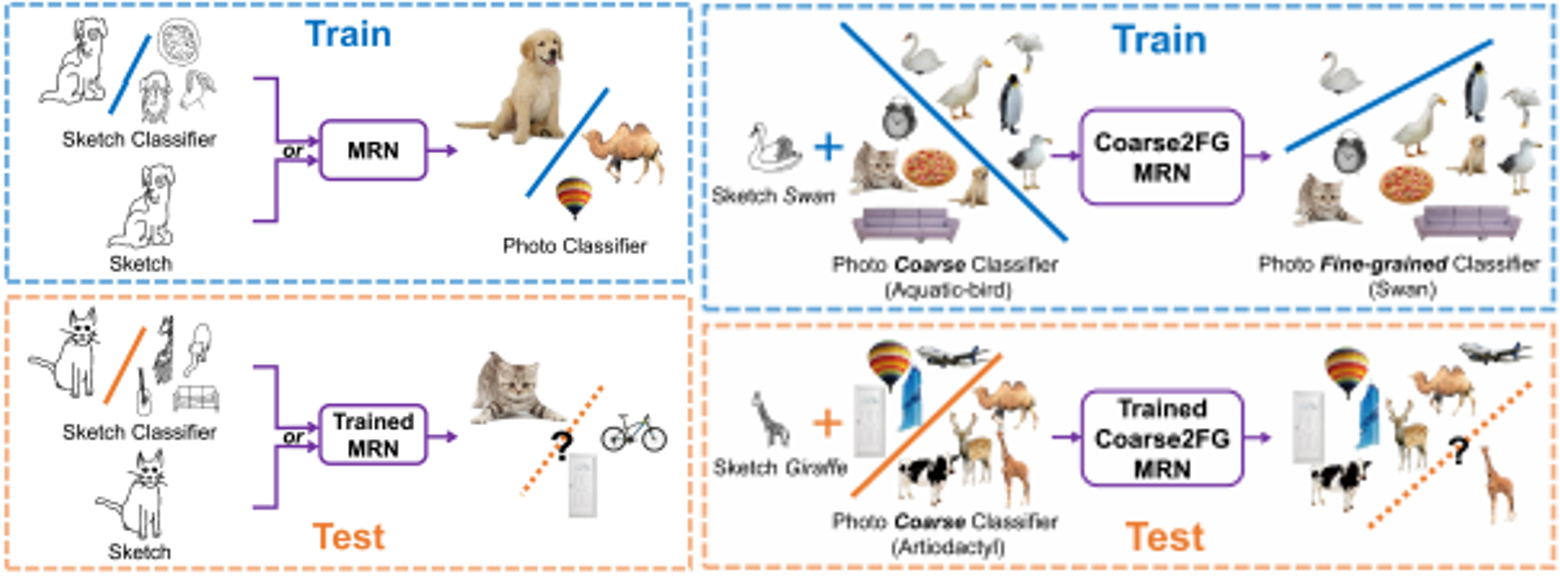 Train
Sketch Classifier
or
MRN
Sketch
Photo Classifier
Sketch Classifier
or
Trained
MRN
?
Sketch
Test
Train
Sketch Swan
+
Coarse2FG
MRN
Photo Coarse Classifier
(Aquatic-bird)
Photo Fine-grained Classifier
(Swan)
Sketch Giraffe
+
Trained
Coarse2FG
MRN
?
Photo Coarse Classifier
(Artiodactyl)
Test